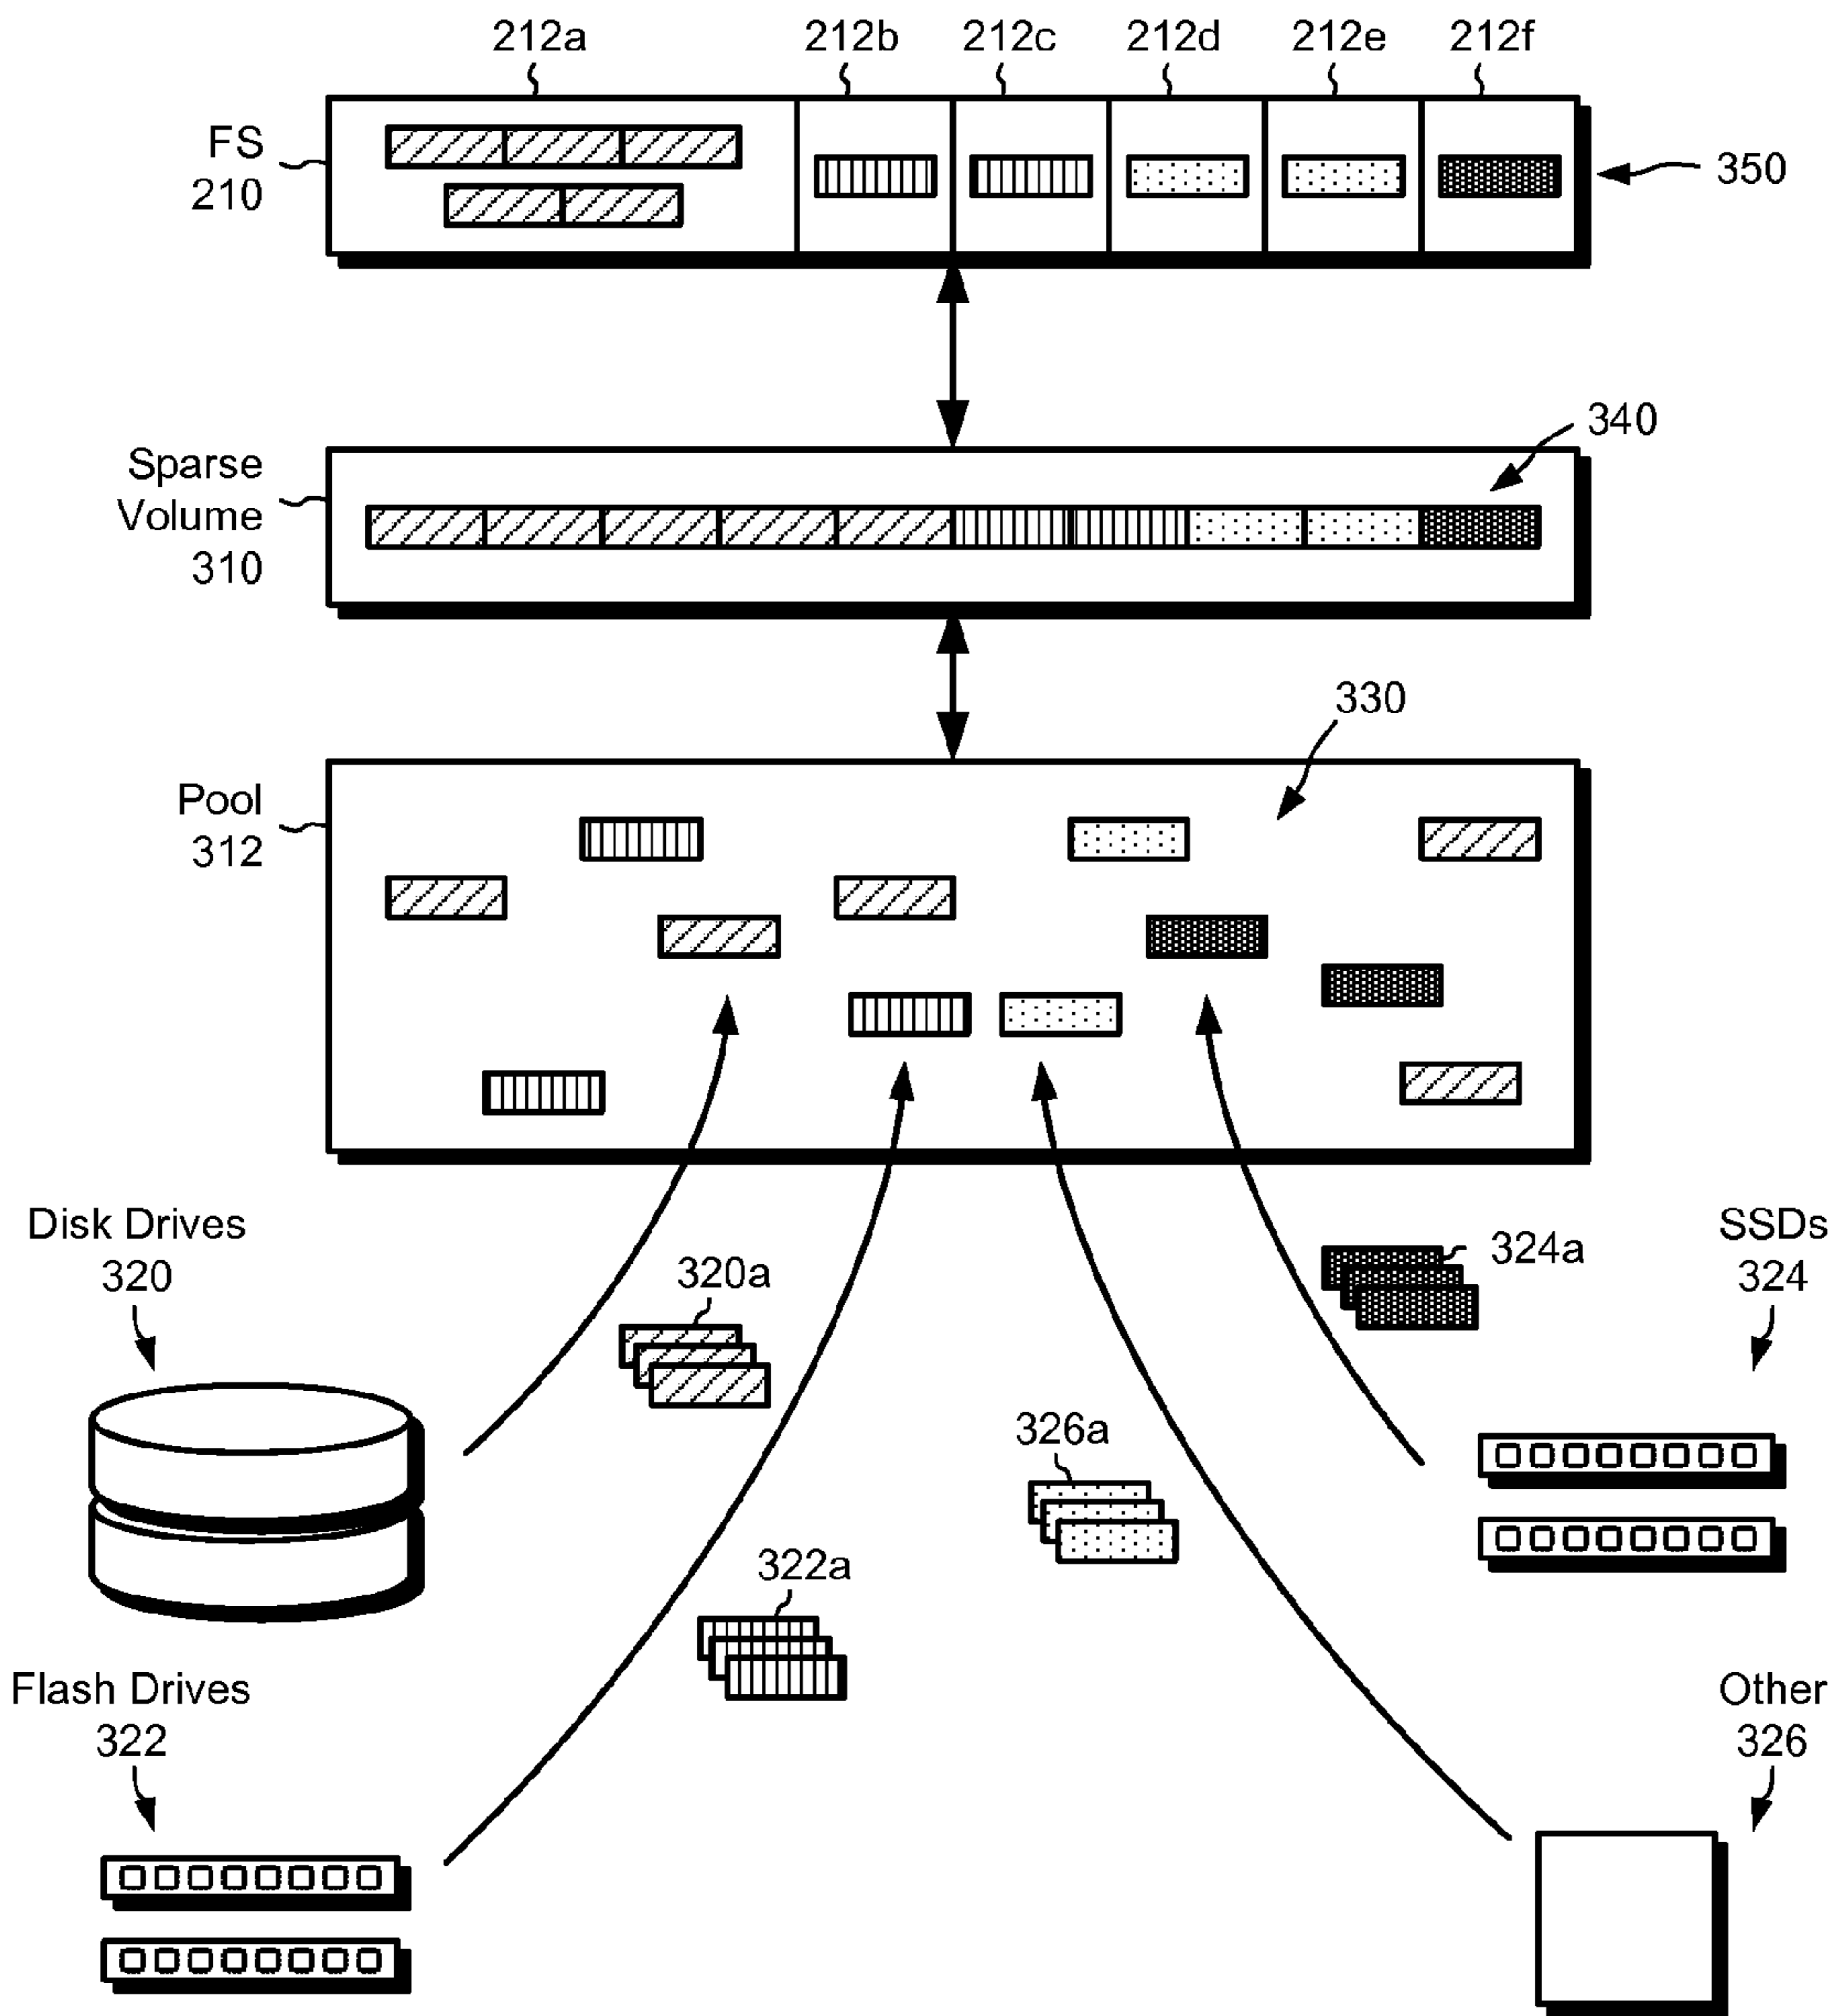 212a
212b
212c
212d
212e
212f
FS
210
350
340
Sparse
Volume
310
330
Pool
312
Disk Drives
320
SSDs
324
324a
320a
326a
322a
Flash Drives
322
Other
326